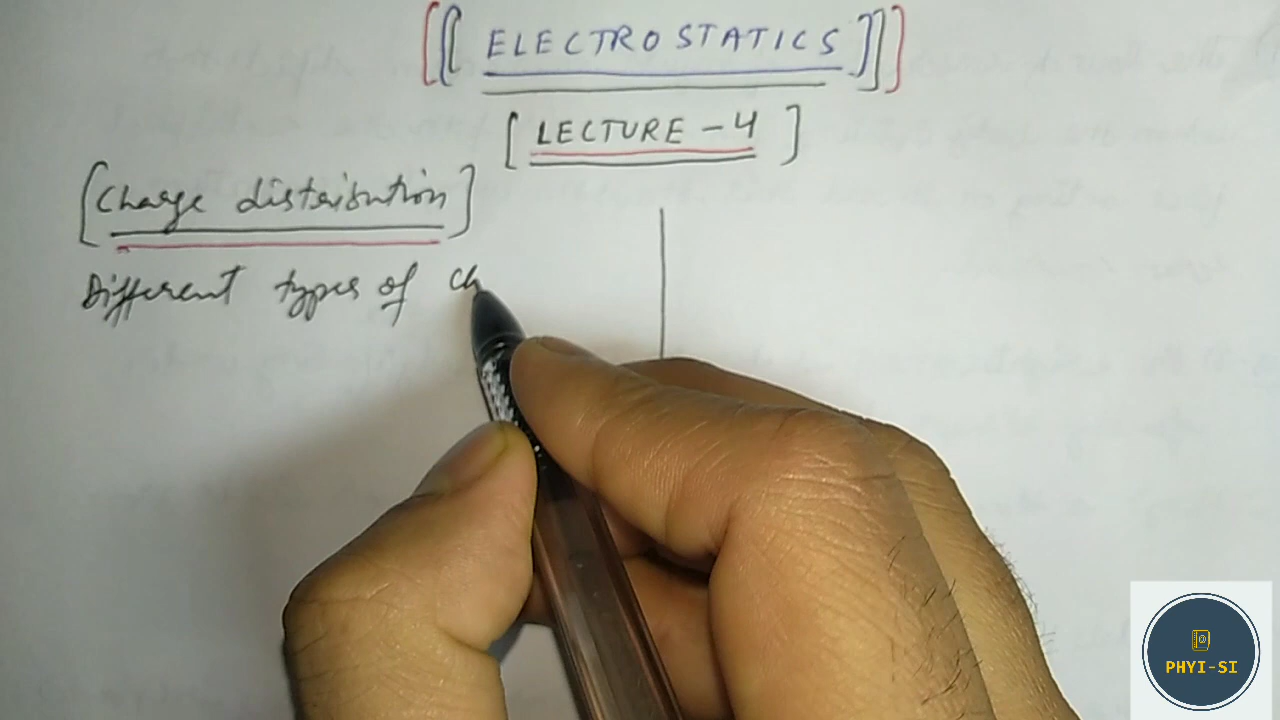 [[[ ELECTROSTATICS ]]]
[ LECTURE - 4 ]
[Charge distribution]
Different types of ch
PHYI-SI